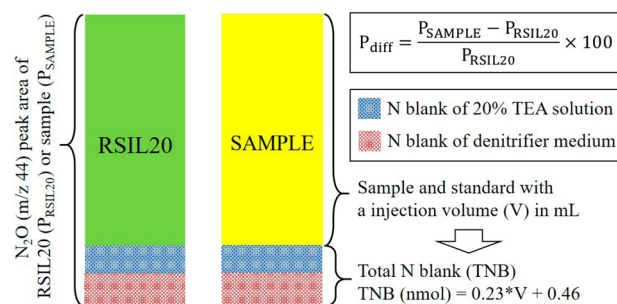 N₂O (m/z 44) peak area of
RSIL20 (P_RSIL20) or sample (P_SAMPLE)
RSIL20
SAMPLE
P_diff = (P_SAMPLE − P_RSIL20) / P_RSIL20 × 100
N blank of 20% TEA solution
N blank of denitrifier medium
Sample and standard with
a injection volume (V) in mL
Total N blank (TNB)
TNB (nmol) = 0.23*V + 0.46